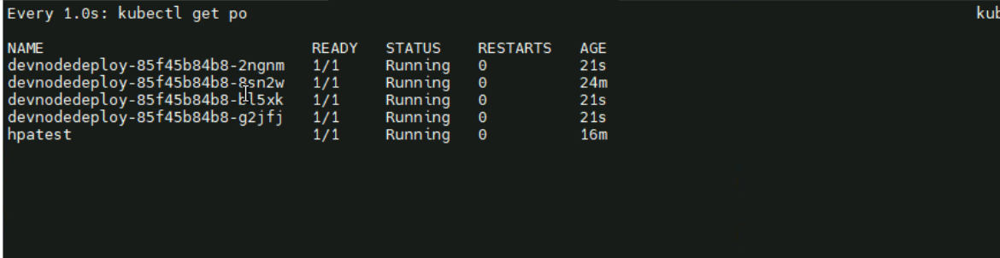 Every 1.0s: kubectl get po kub
NAME READY STATUS RESTARTS AGE
devnodedeploy-85f45b84b8-2ngnm 1/1 Running 0 21s
devnodedeploy-85f45b84b8-8sn2w 1/1 Running 0 24m
devnodedeploy-85f45b84b8-bl5xk 1/1 Running 0 21s
devnodedeploy-85f45b84b8-g2jfj 1/1 Running 0 21s
hpatest 1/1 Running 0 16m